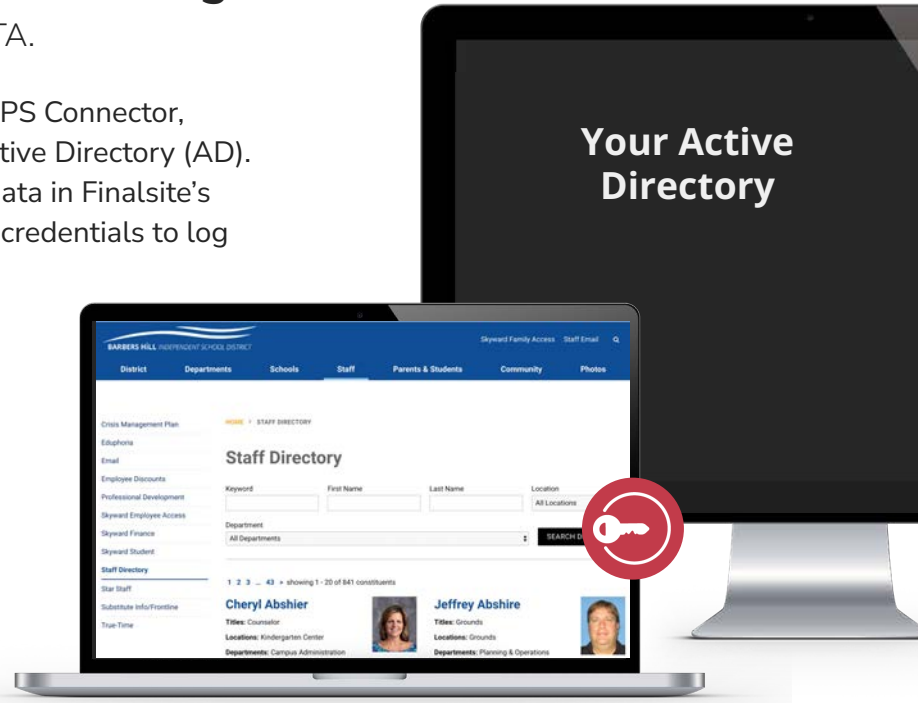 TA.
PS Connector,
tive Directory (AD).
ata in Finalsite's
credentials to log
Your Active
Directory
BARBERS HILL INDEPENDENT SCHOOL DISTRICT
Skyward Family Access Staff Email
District Departments Schools Staff Parents & Students Community Photos
Crisis Management Plan
Eduphoria
Email
Employee Discounts
Professional Development
Skyward Employee Access
Skyward Finance
Skyward Student
Staff Directory
Star Staff
Substitute Info/Frontline
True-Time
HOME > STAFF DIRECTORY
Staff Directory
Keyword First Name Last Name Location
All Locations
Department
All Departments
SEARCH D
1 2 3 … 43 > showing 1 - 20 of 841 constituents
Cheryl Abshier
Titles: Counselor
Locations: Kindergarten Center
Departments: Campus Administration
Jeffrey Abshire
Titles: Grounds
Locations: Grounds
Departments: Planning & Operations